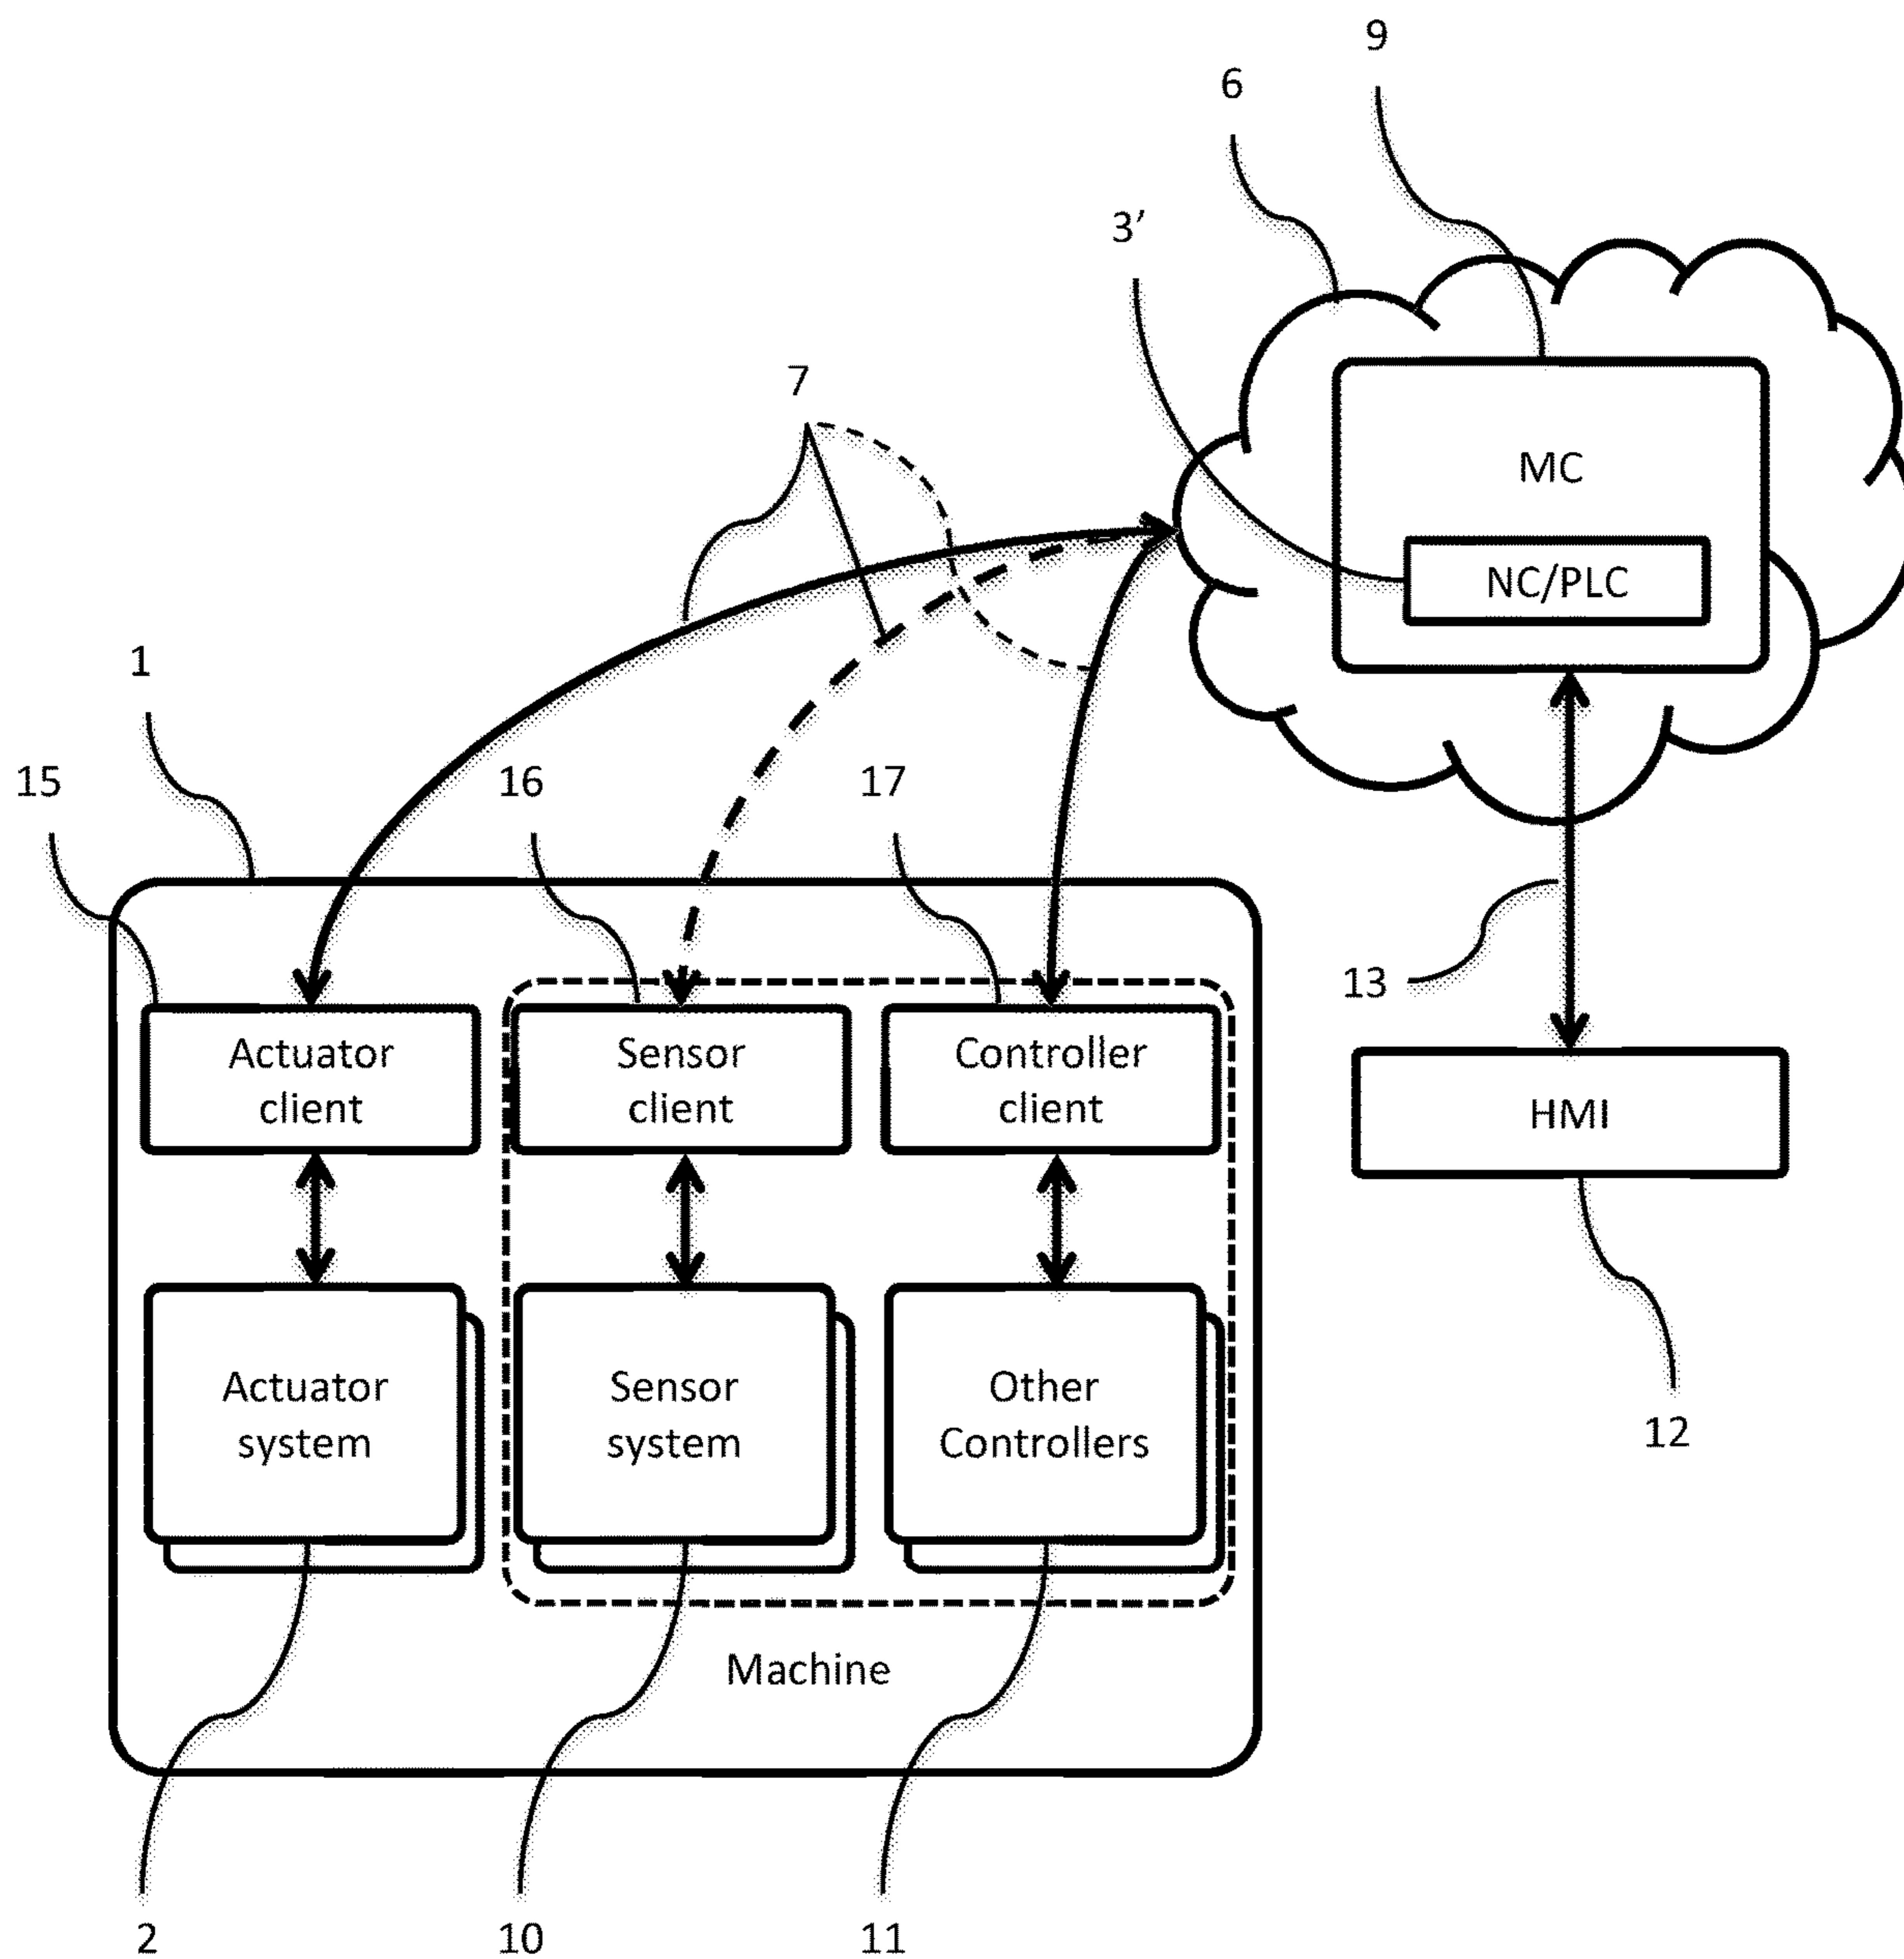 9
6
3’
7
MC
NC/PLC
1
15
16
17
13
Actuator
client
Sensor
client
Controller
client
HMI
Actuator
system
Sensor
system
Other
Controllers
12
Machine
2
10
11